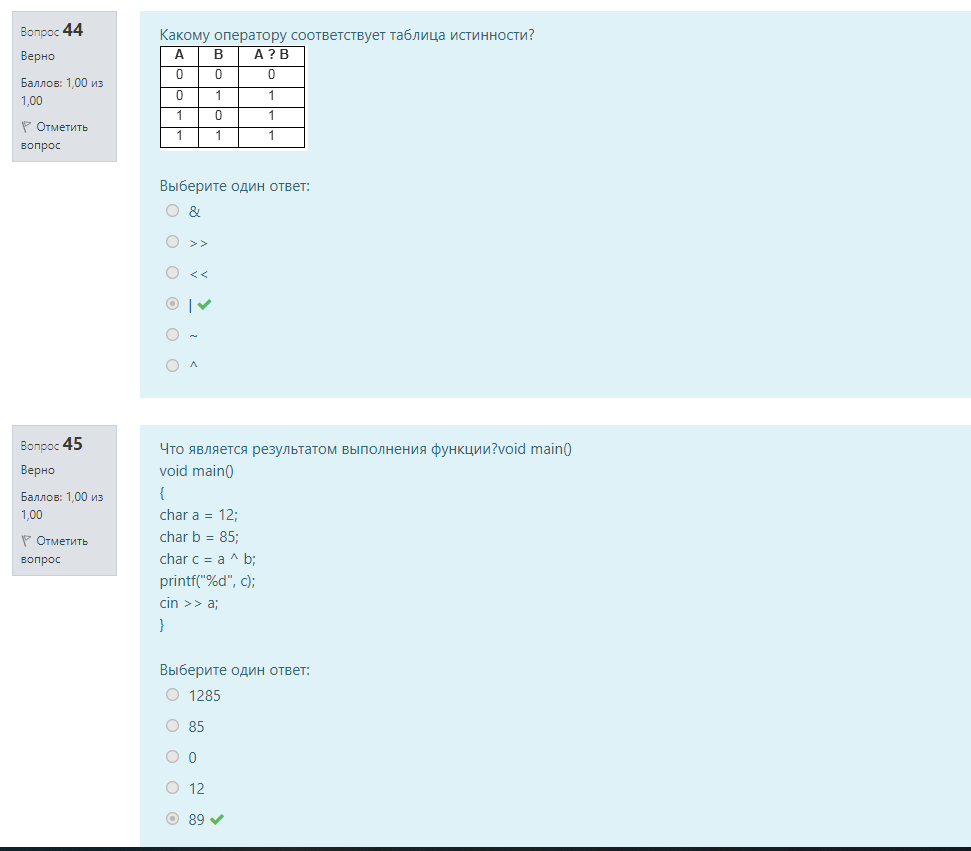 Вопрос 44
Верно
Баллов: 1,00 из
1,00
Отметить
вопрос
Какому оператору соответствует таблица истинности?
A B A ? B
0 0 0
0 1 1
1 0 1
1 1 1
Выберите один ответ:
&
>>
<<
|
~
^
Вопрос 45
Верно
Баллов: 1,00 из
1,00
Отметить
вопрос
Что является результатом выполнения функции?void main()
void main()
{
char a = 12;
char b = 85;
char c = a ^ b;
printf("%d", c);
cin >> a;
}
Выберите один ответ:
1285
85
0
12
89